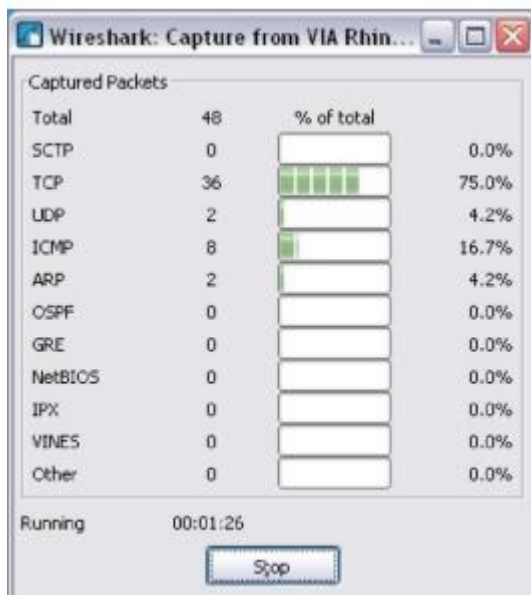 Wireshark: Capture from VIA Rhin...
Captured Packets
Total 48 % of total
SCTP 0 0.0%
TCP 36 75.0%
UDP 2 4.2%
ICMP 8 16.7%
ARP 2 4.2%
OSPF 0 0.0%
GRE 0 0.0%
NetBIOS 0 0.0%
IPX 0 0.0%
VINES 0 0.0%
Other 0 0.0%
Running 00:01:26
Stop